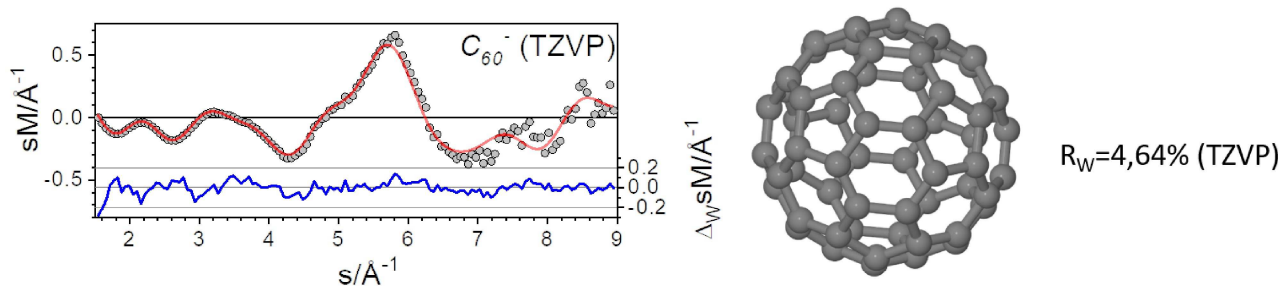 C60- (TZVP)
sM/Å-1
0.5
0.0
-0.5
0.2
0.0
-0.2
ΔWsM/Å-1
2 3 4 5 6 7 8 9
s/Å-1
RW=4,64% (TZVP)